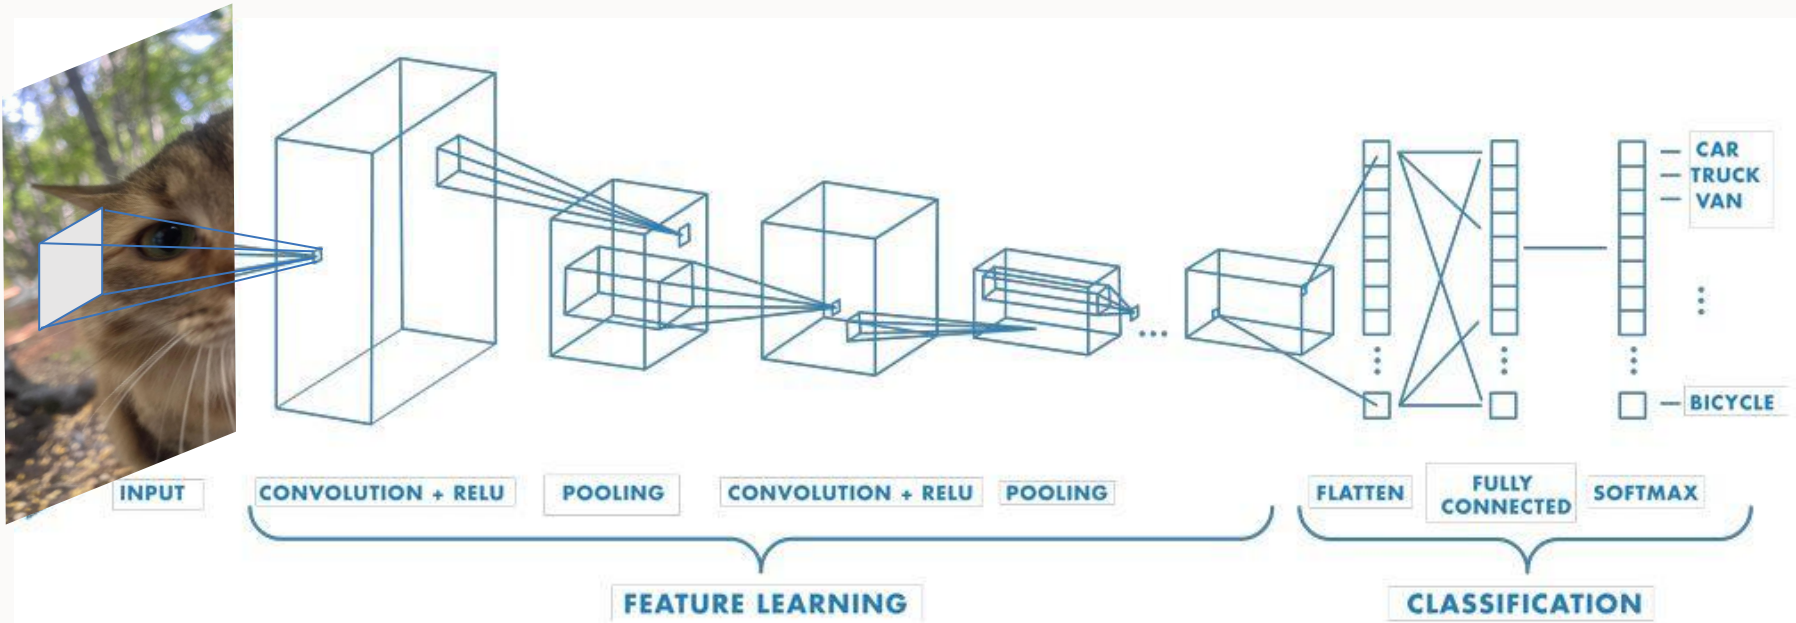 CAR
TRUCK
VAN
BICYCLE
INPUT
CONVOLUTION + RELU
POOLING
CONVOLUTION + RELU
POOLING
FLATTEN
FULLY
CONNECTED
SOFTMAX
FEATURE LEARNING
CLASSIFICATION